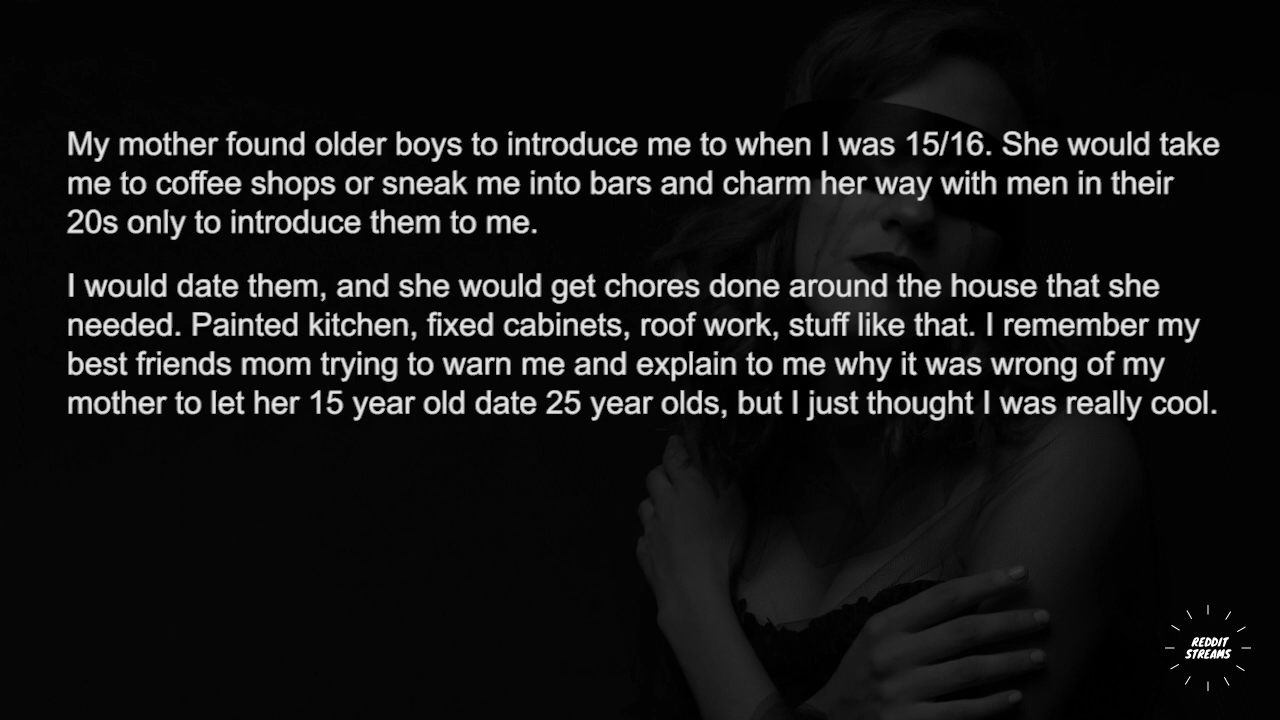 My mother found older boys to introduce me to when I was 15/16. She would take
me to coffee shops or sneak me into bars and charm her way with men in their
20s only to introduce them to me.
I would date them, and she would get chores done around the house that she
needed. Painted kitchen, fixed cabinets, roof work, stuff like that. I remember my
best friends mom trying to warn me and explain to me why it was wrong of my
mother to let her 15 year old date 25 year olds, but I just thought I was really cool.
REDDIT
STREAMS